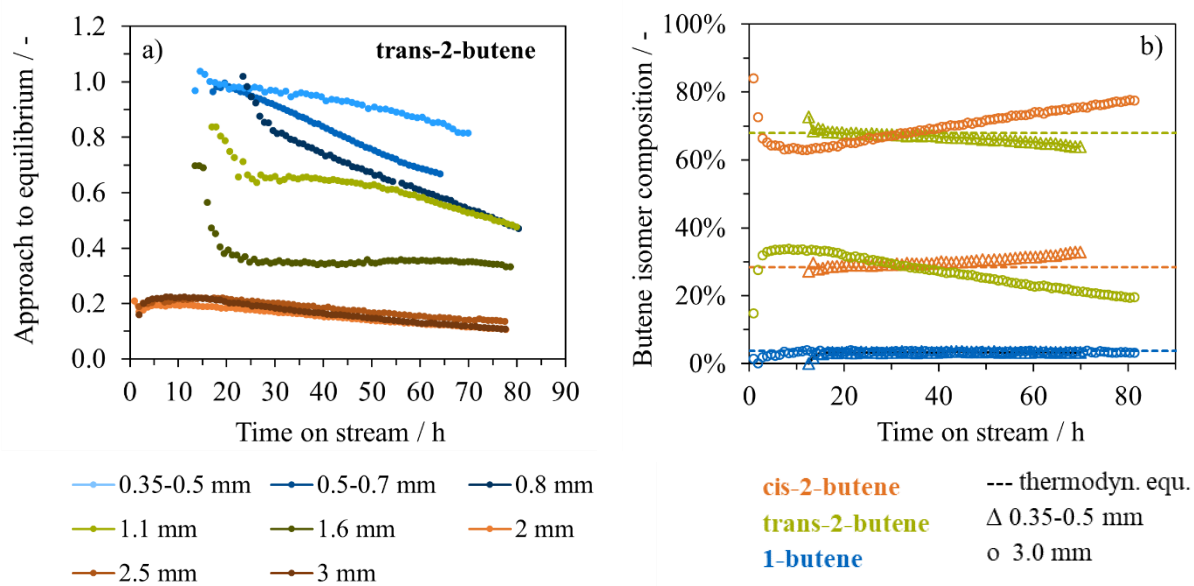 a)
trans-2-butene
Approach to equilibrium / -
1.2
1.0
0.8
0.6
0.4
0.2
0.0
0 10 20 30 40 50 60 70 80 90
Time on stream / h
0.35-0.5 mm 0.5-0.7 mm 0.8 mm
1.1 mm 1.6 mm 2 mm
2.5 mm 3 mm
b)
Butene isomer composition / -
100%
80%
60%
40%
20%
0%
0 20 40 60 80
Time on stream / h
cis-2-butene --- thermodyn. equ.
trans-2-butene Δ 0.35-0.5 mm
1-butene o 3.0 mm